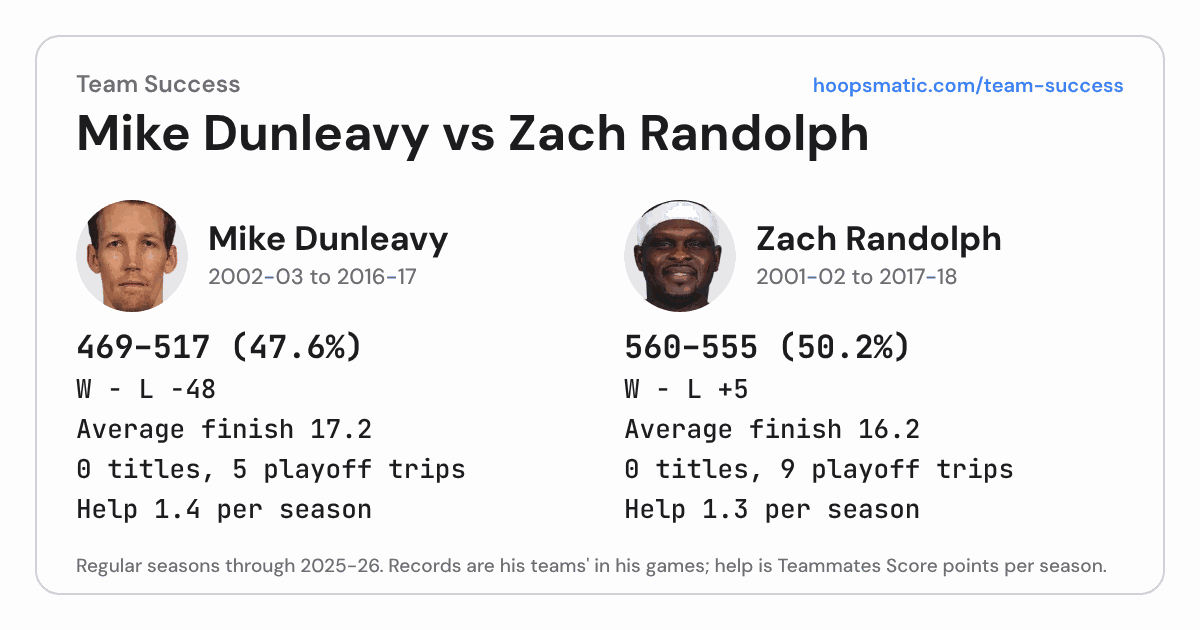 Team Success
hoopsmatic.com/team-success
Mike Dunleavy vs Zach Randolph
Mike Dunleavy
2002-03 to 2016-17
469-517 (47.6%)
W - L -48
Average finish 17.2
0 titles, 5 playoff trips
Help 1.4 per season
Zach Randolph
2001-02 to 2017-18
560-555 (50.2%)
W - L +5
Average finish 16.2
0 titles, 9 playoff trips
Help 1.3 per season
Regular seasons through 2025-26. Records are his teams' in his games; help is Teammates Score points per season.